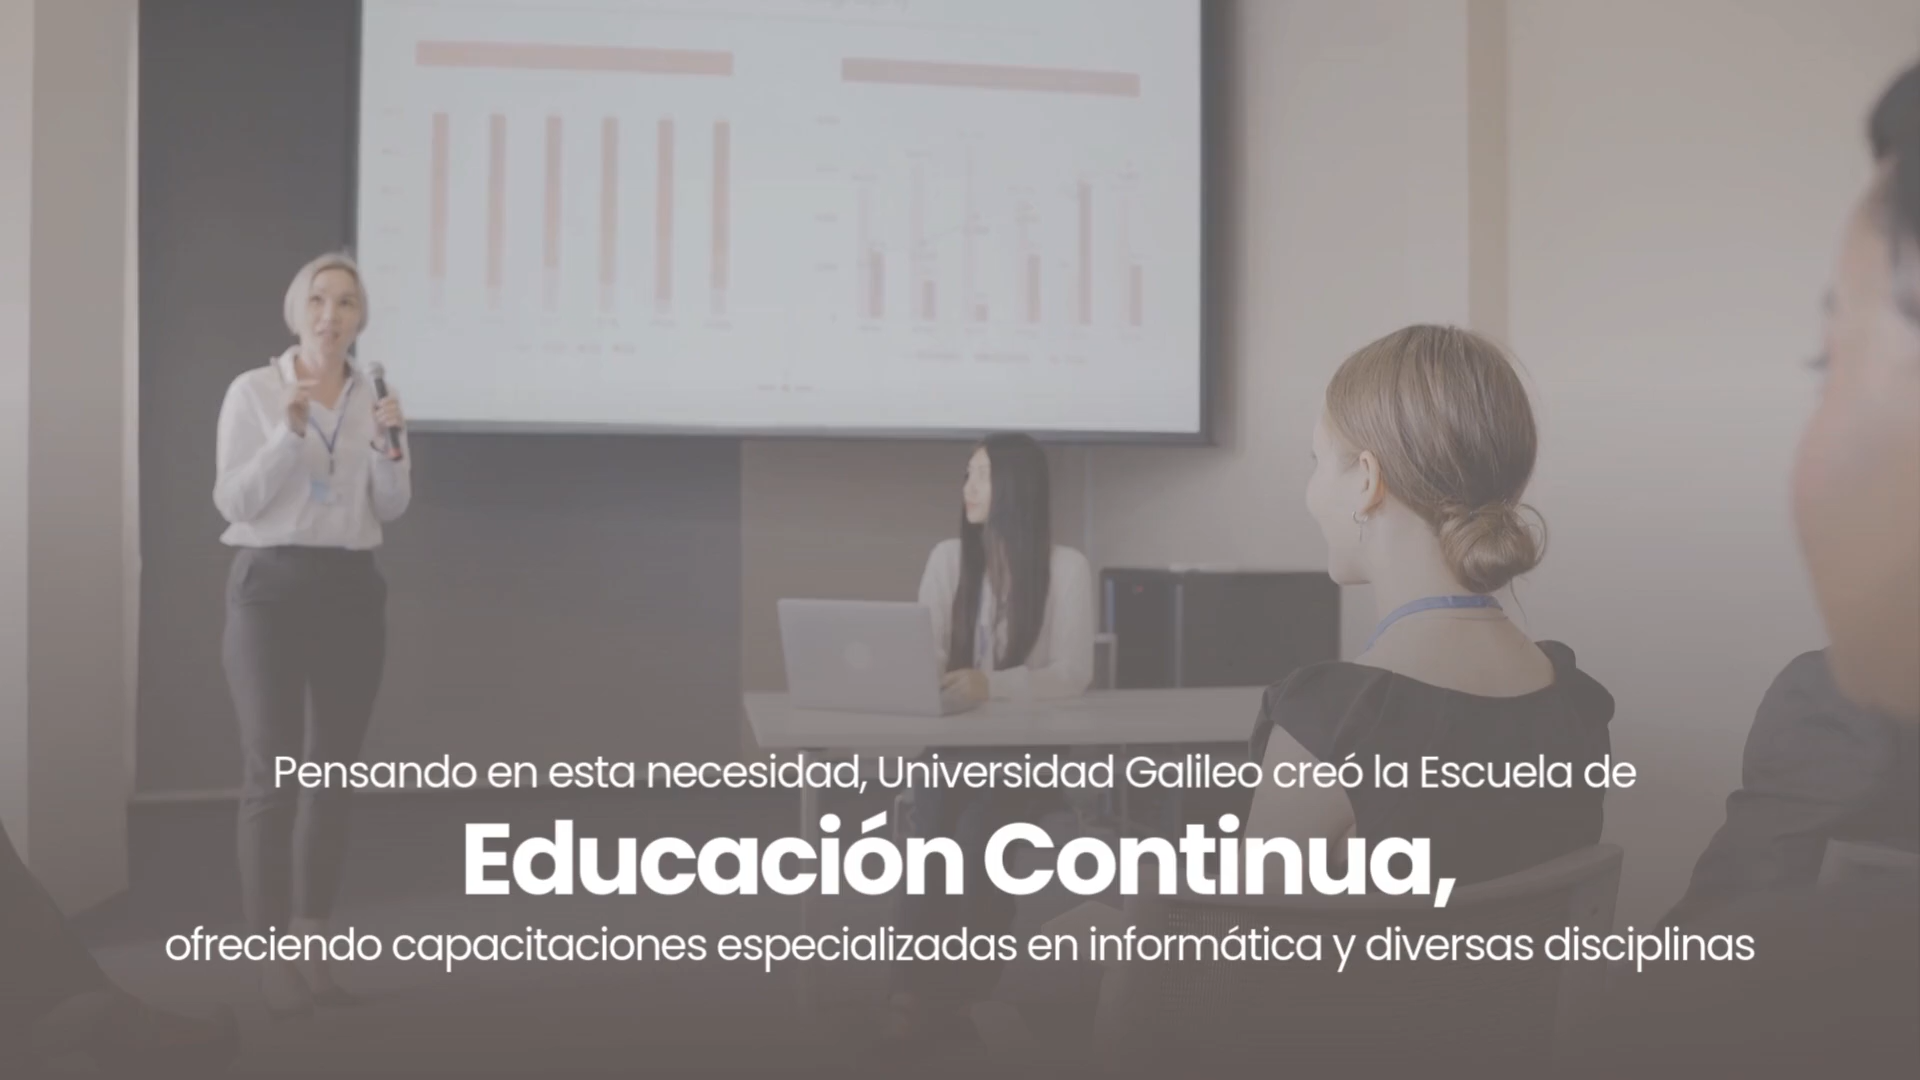 Pensando en esta necesidad, Universidad Galileo creó la Escuela de
Educación Continua,
ofreciendo capacitaciones especializadas en informática y diversas disciplinas